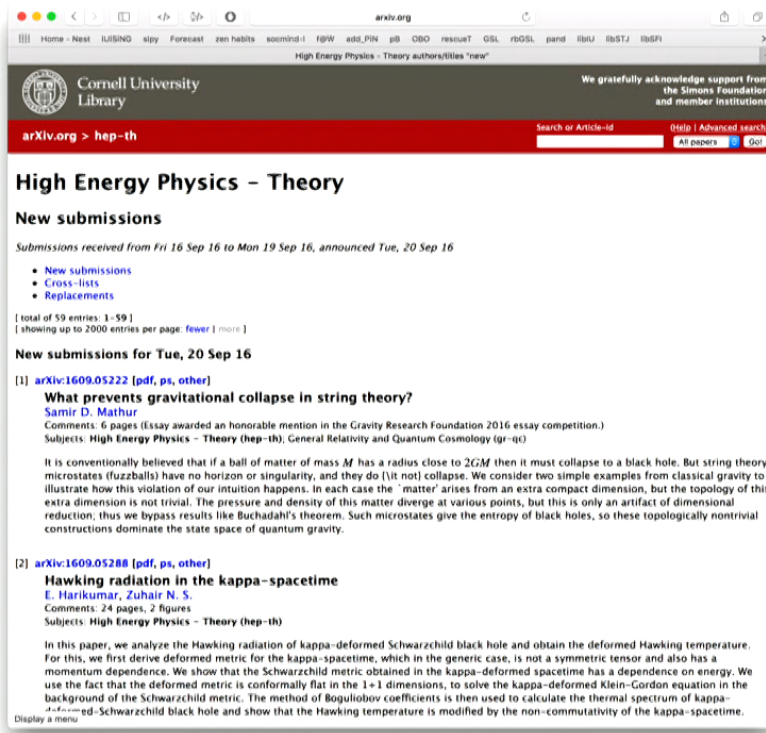 arxiv.org
Home - Nest IUISING sipy Forecast zen habits socmind-l f@W add_PIN pB OBO rescueT GSL rbGSL pand libIU libSTJ libSFI
High Energy Physics - Theory authors/titles "new"
Cornell University
Library
We gratefully acknowledge support from
the Simons Foundation
and member institutions
arXiv.org > hep-th
Search or Article-id
(Help | Advanced search
All papers
Go!
High Energy Physics - Theory
New submissions
Submissions received from Fri 16 Sep 16 to Mon 19 Sep 16, announced Tue, 20 Sep 16
• New submissions
• Cross-lists
• Replacements
[ total of 59 entries: 1-59 ]
[ showing up to 2000 entries per page: fewer | more ]
New submissions for Tue, 20 Sep 16
[1] arXiv:1609.05222 [pdf, ps, other]
What prevents gravitational collapse in string theory?
Samir D. Mathur
Comments: 6 pages (Essay awarded an honorable mention in the Gravity Research Foundation 2016 essay competition.)
Subjects: High Energy Physics - Theory (hep-th); General Relativity and Quantum Cosmology (gr-qc)
It is conventionally believed that if a ball of matter of mass M has a radius close to 2GM then it must collapse to a black hole. But string theory
microstates (fuzzballs) have no horizon or singularity, and they do {\it not} collapse. We consider two simple examples from classical gravity to
illustrate how this violation of our intuition happens. In each case the `matter' arises from an extra compact dimension, but the topology of this
extra dimension is not trivial. The pressure and density of this matter diverge at various points, but this is only an artifact of dimensional
reduction; thus we bypass results like Buchadahl's theorem. Such microstates give the entropy of black holes, so these topologically nontrivial
constructions dominate the state space of quantum gravity.
[2] arXiv:1609.05288 [pdf, ps, other]
Hawking radiation in the kappa-spacetime
E. Harikumar, Zuhair N. S.
Comments: 24 pages, 2 figures
Subjects: High Energy Physics - Theory (hep-th)
In this paper, we analyze the Hawking radiation of kappa-deformed Schwarzchild black hole and obtain the deformed Hawking temperature.
For this, we first derive deformed metric for the kappa-spacetime, which in the generic case, is not a symmetric tensor and also has a
momentum dependence. We show that the Schwarzchild metric obtained in the kappa-deformed spacetime has a dependence on energy. We
use the fact that the deformed metric is conformally flat in the 1+1 dimensions, to solve the kappa-deformed Klein-Gordon equation in the
background of the Schwarzchild metric. The method of Boguliobov coefficients is then used to calculate the thermal spectrum of kappa-
deformed-Schwarzchild black hole and show that the Hawking temperature is modified by the non-commutativity of the kappa-spacetime.
Display a menu